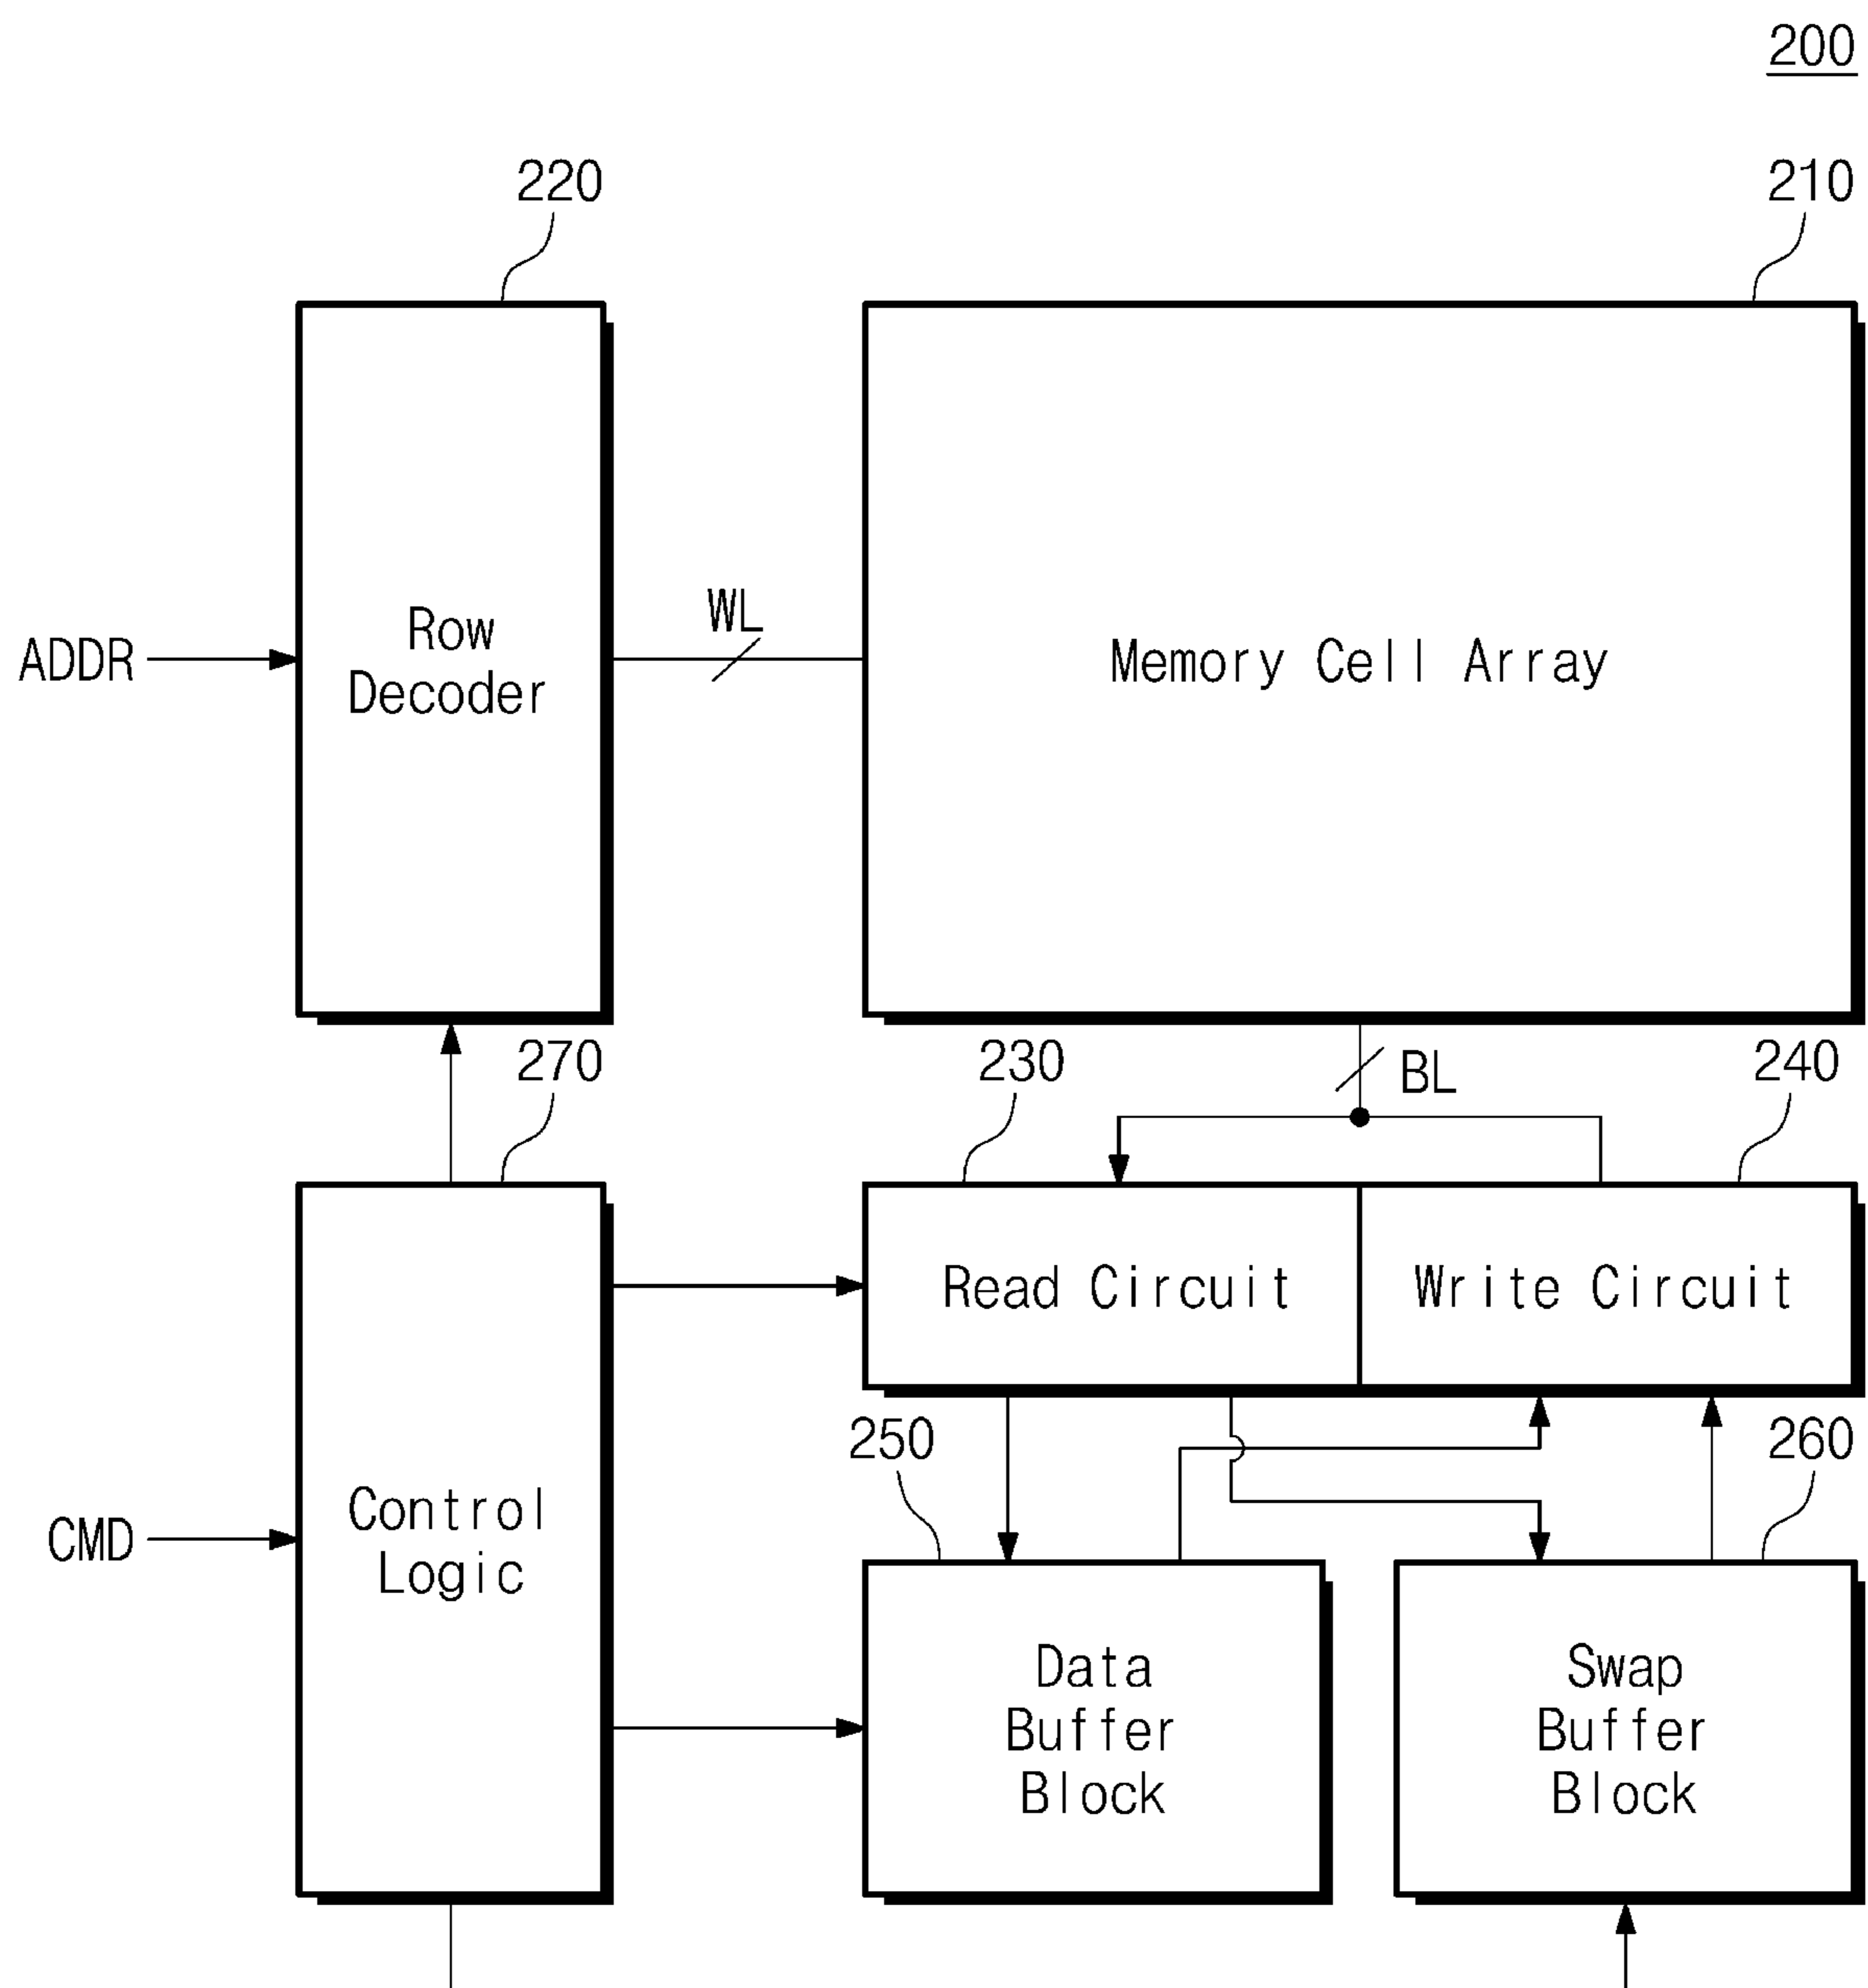 200
220
210
ADDR
Row
Decoder
WL
Memory Cell Array
270
230
BL
240
Read Circuit
Write Circuit
250
260
CMD
Control
Logic
Data
Buffer
Block
Swap
Buffer
Block